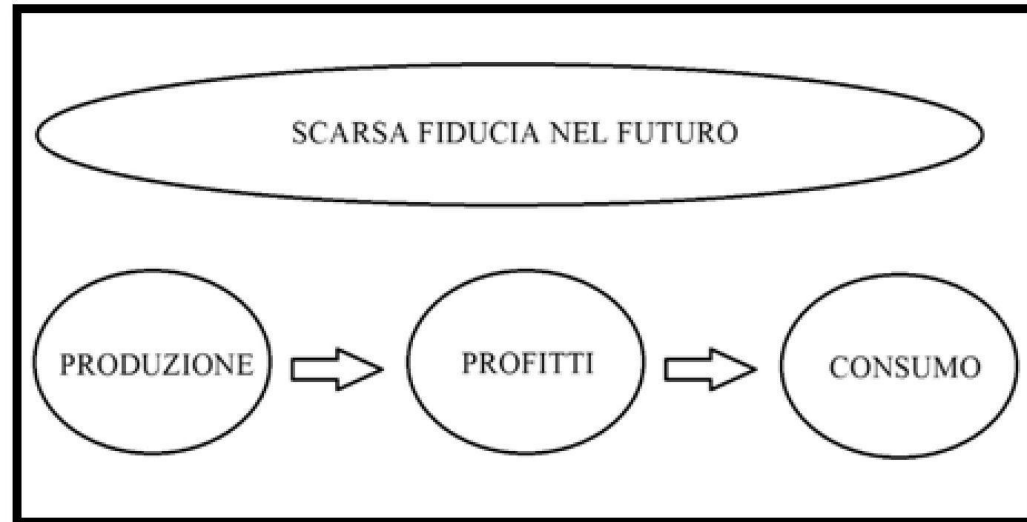 SCARSA FIDUCIA NEL FUTURO
PRODUZIONE
PROFITTI
CONSUMO